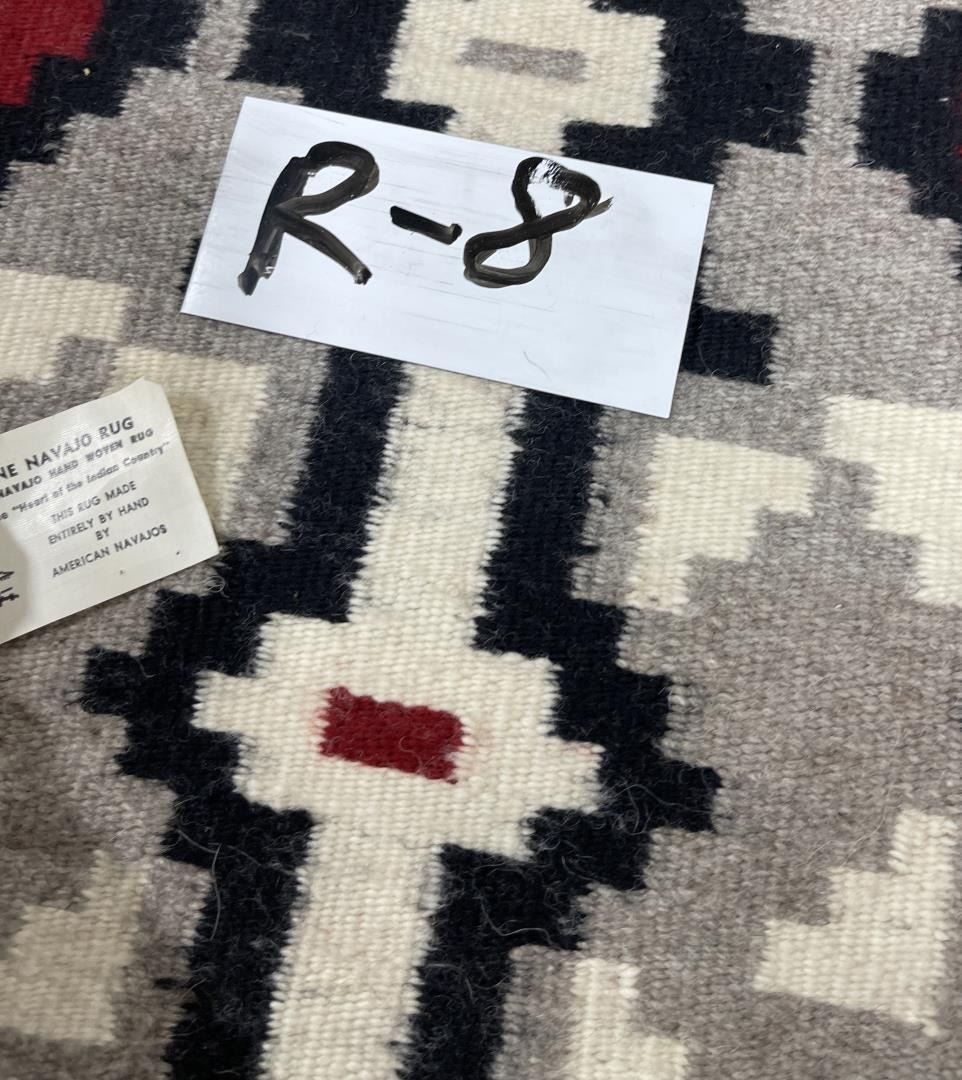 R-8
NE NAVAJO RUG
NAVAJO HAND WOVEN RUG
"Heart of the Indian Country"
THIS RUG MADE
ENTIRELY BY HAND
BY
AMERICAN NAVAJOS